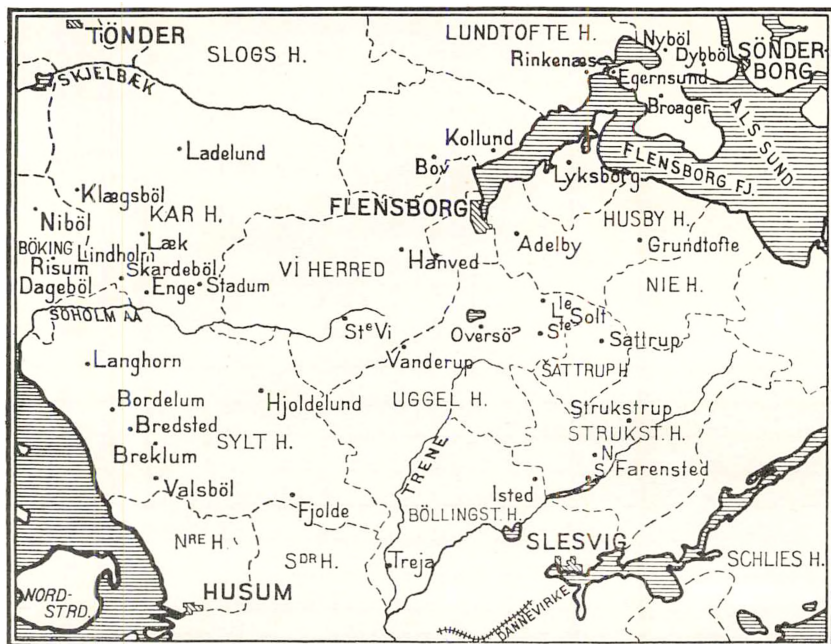 TÖNDER
SLOGS H.
LUNDTOFTE H.
Nyböl
Dybböl
SÖNDER-
BORG
Rinkenæs
Egernsund
Broager
SKJELBÆK
ALS SUND
Kollund
Ladelund
Bov
Lyksborg
FLENSBORG FJ.
Klægsböl
FLENSBORG
HUSBY H.
Niböl
KAR H.
Læk
Adelby
Grundtofte
BÖKING
Lindholm
Risum
Skardeböl
VI HERRED
Hanved
NIE H.
Dageböl
Enge
Stadum
SOHOLM AA
Lle
Solt
Ste
Ste Vi
Oversö
Sattrup
Langhorn
Vanderup
SATTRUP H
Bordelum
Hjoldelund
UGGEL H.
Strukstrup
Bredsted
SYLT H.
STRUKST. H.
Breklum
TRENE
N
S
Farensted
Valsböl
Isted
Fjolde
BÖLLINGST. H.
NRE H.
SDR H.
Treja
SLESVIG
SCHLIES H.
NORD-
STRD.
HUSUM
DANNEVIRKE